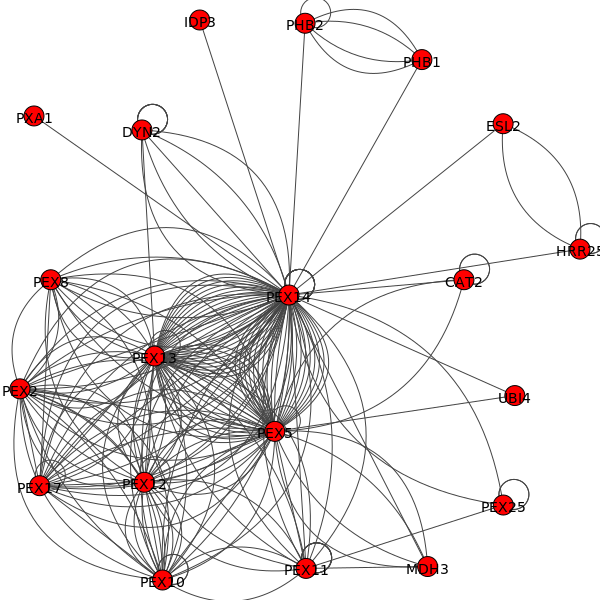 IDP3
PHB2
PHB1
PXA1
DYN2
ESL2
HRR25
PEX8
CAT2
PEX14
PEX13
PEX2
UBI4
PEX5
PEX17
PEX12
PEX25
PEX10
PEX11
MDH3